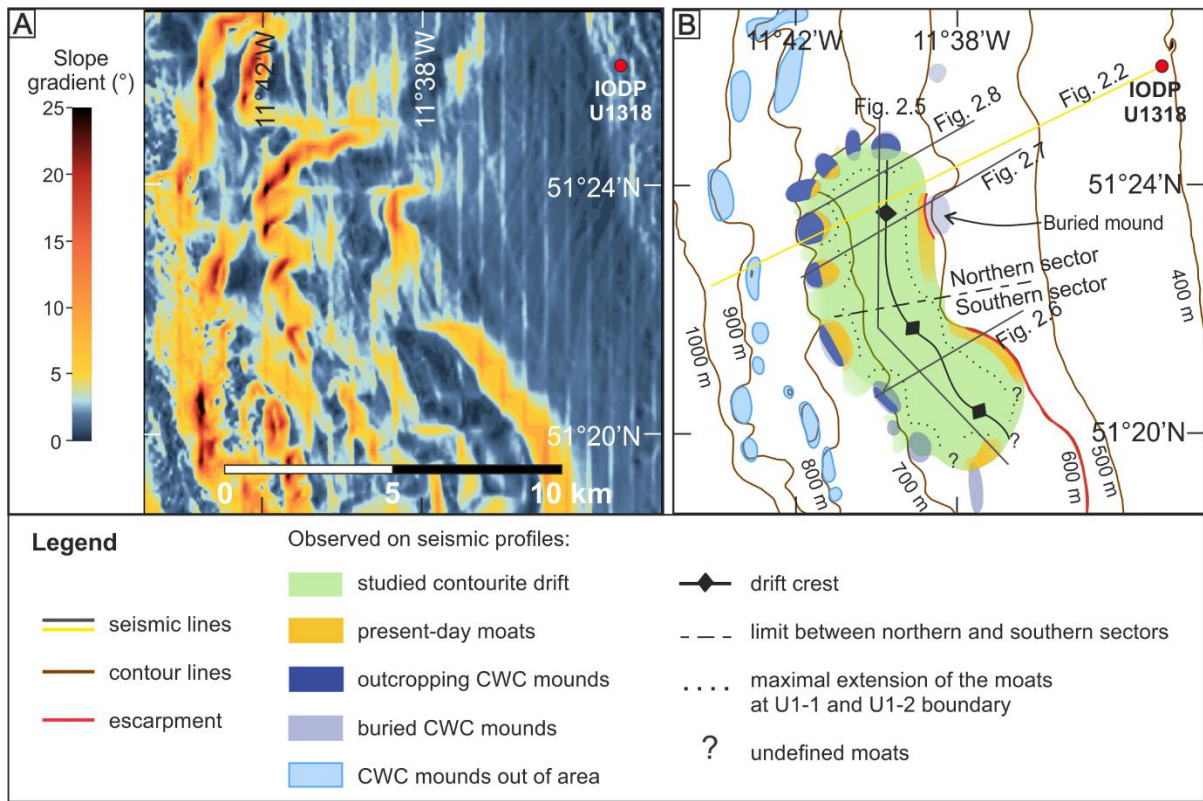 A
Slope
gradient (°)
25
20
15
10
5
0
11°42'W
11°38'W
IODP
U1318
51°24'N
51°20'N
0
5
10 km
B
11°42'W
11°38'W
Fig. 2.5
Fig. 2.8
Fig. 2.2
Fig. 2.7
IODP
U1318
51°24'N
Buried mound
Northern sector
Southern sector
Fig. 2.6
400 m
1000 m
900 m
800 m
700 m
600 m
500 m
?
?
?
51°20'N
Legend
seismic lines
contour lines
escarpment
Observed on seismic profiles:
studied contourite drift
present-day moats
outcropping CWC mounds
buried CWC mounds
CWC mounds out of area
drift crest
limit between northern and southern sectors
maximal extension of the moats
at U1-1 and U1-2 boundary
? undefined moats